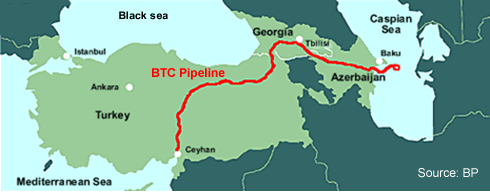 Black sea
Georgia
Caspian
Sea
Tbilisi
Istanbul
Baku
BTC Pipeline
Azerbaijan
Ankara
Turkey
Ceyhan
Mediterranean Sea
Source: BP